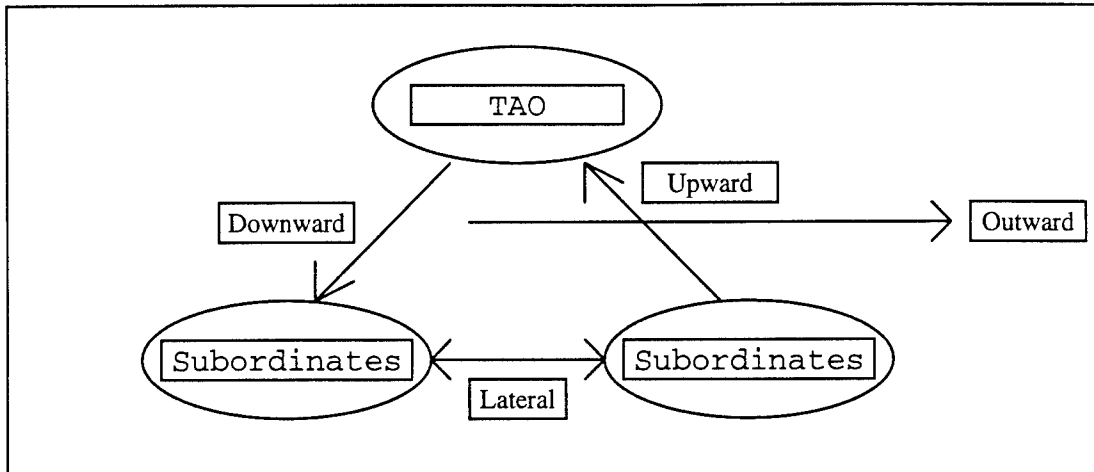 TAO
Upward
Downward
Outward
Subordinates
Subordinates
Lateral